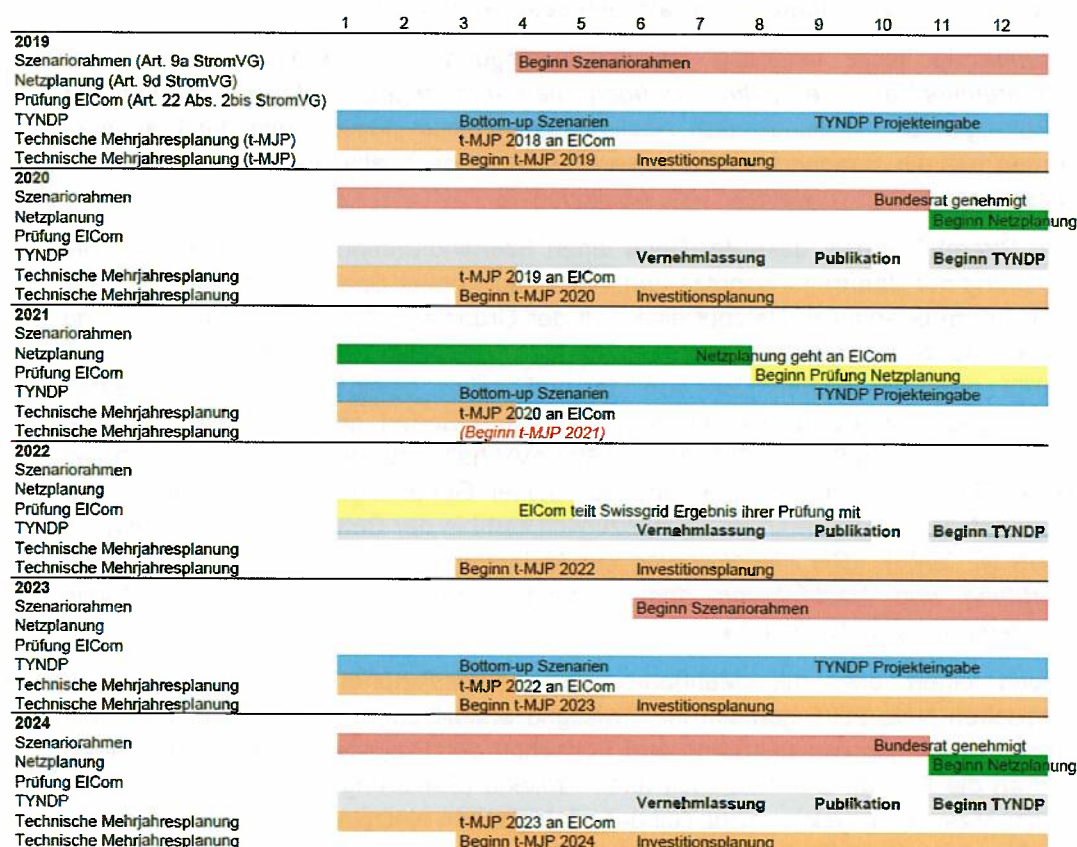 1 2 3 4 5 6 7 8 9 10 11 12
2019
Szenariorahmen (Art. 9a StromVG) Beginn Szenariorahmen
Netzplanung (Art. 9d StromVG)
Prüfung ElCom (Art. 22 Abs. 2bis StromVG)
TYNDP Bottom-up Szenarien TYNDP Projekteingabe
Technische Mehrjahresplanung (t-MJP) t-MJP 2018 an ElCom
Technische Mehrjahresplanung (t-MJP) Beginn t-MJP 2019 Investitionsplanung
2020
Szenariorahmen Bundesrat genehmigt
Netzplanung Beginn Netzplanung
Prüfung ElCom
TYNDP Vernehmlassung Publikation Beginn TYNDP
Technische Mehrjahresplanung t-MJP 2019 an ElCom
Technische Mehrjahresplanung Beginn t-MJP 2020 Investitionsplanung
2021
Szenariorahmen
Netzplanung Netzplanung geht an ElCom
Prüfung ElCom Beginn Prüfung Netzplanung
TYNDP Bottom-up Szenarien TYNDP Projekteingabe
Technische Mehrjahresplanung t-MJP 2020 an ElCom
Technische Mehrjahresplanung (Beginn t-MJP 2021)
2022
Szenariorahmen
Netzplanung
Prüfung ElCom ElCom teilt Swissgrid Ergebnis ihrer Prüfung mit
TYNDP Vernehmlassung Publikation Beginn TYNDP
Technische Mehrjahresplanung
Technische Mehrjahresplanung Beginn t-MJP 2022 Investitionsplanung
2023
Szenariorahmen Beginn Szenariorahmen
Netzplanung
Prüfung ElCom
TYNDP Bottom-up Szenarien TYNDP Projekteingabe
Technische Mehrjahresplanung t-MJP 2022 an ElCom
Technische Mehrjahresplanung Beginn t-MJP 2023 Investitionsplanung
2024
Szenariorahmen Bundesrat genehmigt
Netzplanung Beginn Netzplanung
Prüfung ElCom
TYNDP Vernehmlassung Publikation Beginn TYNDP
Technische Mehrjahresplanung t-MJP 2023 an ElCom
Technische Mehrjahresplanung Beginn t-MJP 2024 Investitionsplanung